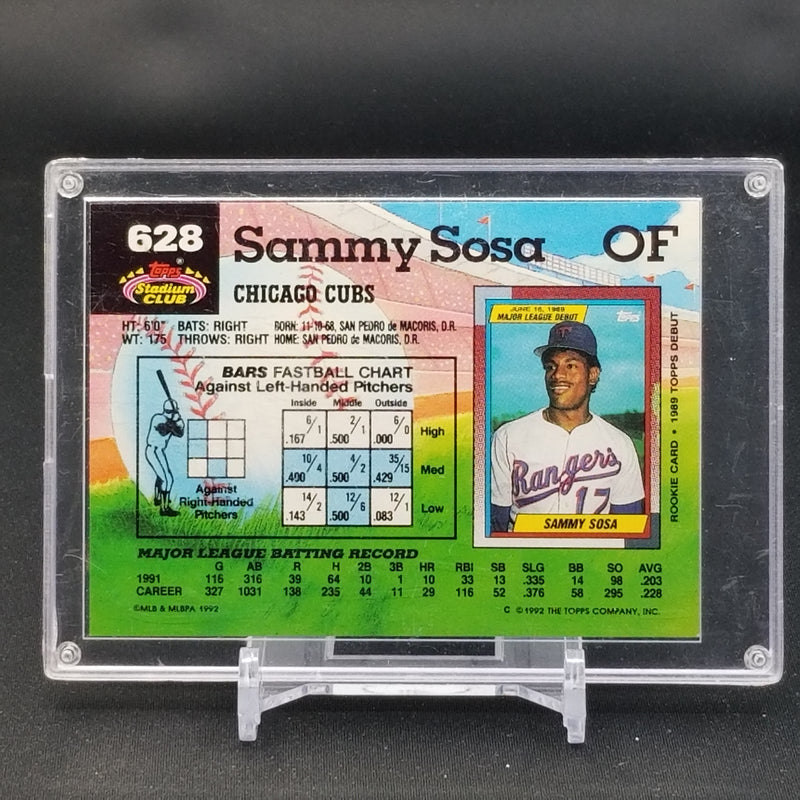 628
Topps®
Stadium
CLUB
Sammy Sosa OF
CHICAGO CUBS
HT: 6'0" BATS: RIGHT BORN: 11-10-68, SAN PEDRO de MACORIS, D.R.
WT: 175 THROWS: RIGHT HOME: SAN PEDRO de MACORIS, D.R.
BARS FASTBALL CHART
Against Left-Handed Pitchers
Inside Middle Outside
6/1 .167 2/1 .500 6/0 .000 High
10/4 .400 4/2 .500 35/15 .429 Med
14/2 .143 12/6 .500 12/1 .083 Low
Against
Right-Handed
Pitchers
JUNE 16, 1989
MAJOR LEAGUE DEBUT
Topps
Rangers
17
SAMMY SOSA
ROOKIE CARD • 1989 TOPPS DEBUT
MAJOR LEAGUE BATTING RECORD
G AB R H 2B 3B HR RBI SB SLG BB SO AVG
1991 116 316 39 64 10 1 10 33 13 .335 14 98 .203
CAREER 327 1031 138 235 44 11 29 116 52 .376 58 295 .228
©MLB & MLBPA 1992 C ©1992 THE TOPPS COMPANY, INC.